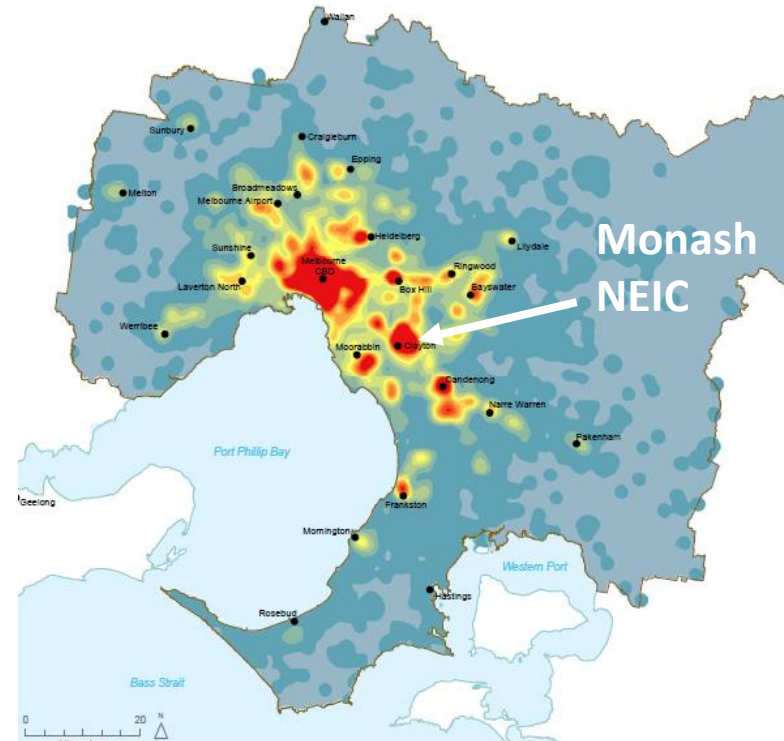 Wallan
Sunbury
Craigieburn
Epping
Melton
Broadmeadows
Melbourne Airport
Heidelberg
Lilydale
Monash
NEIC
Sunshine
Melbourne
CBD
Ringwood
Laverton North
Box Hill
Bayswater
Werribee
Moorabbin
Clayton
Dandenong
Narre Warren
Pakenham
Port Phillip Bay
Geelong
Frankston
Mornington
Western Port
Hastings
Rosebud
Bass Strait
N
0
20